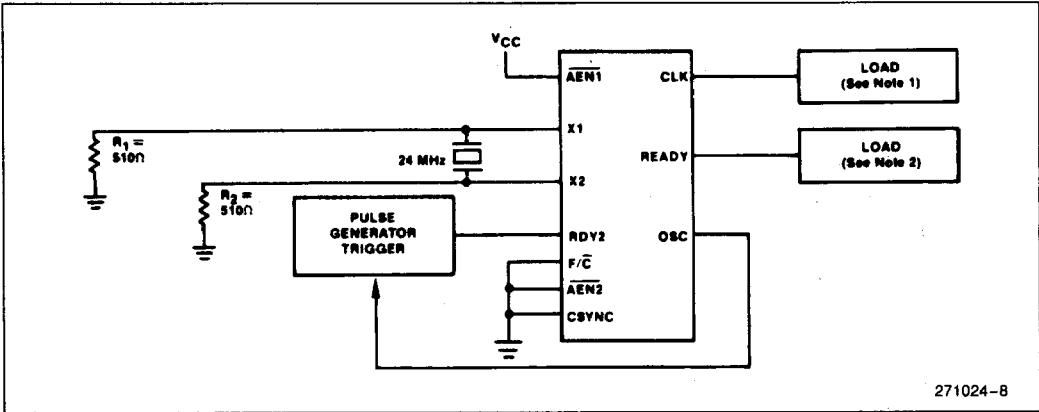 VCC
AEN1
CLK
LOAD
(See Note 1)
R1 =
510Ω
X1
24 MHz
READY
LOAD
(See Note 2)
X2
R2 =
510Ω
PULSE
GENERATOR
TRIGGER
RDY2
OSC
F/C̅
AEN2
CSYNC
271024-8